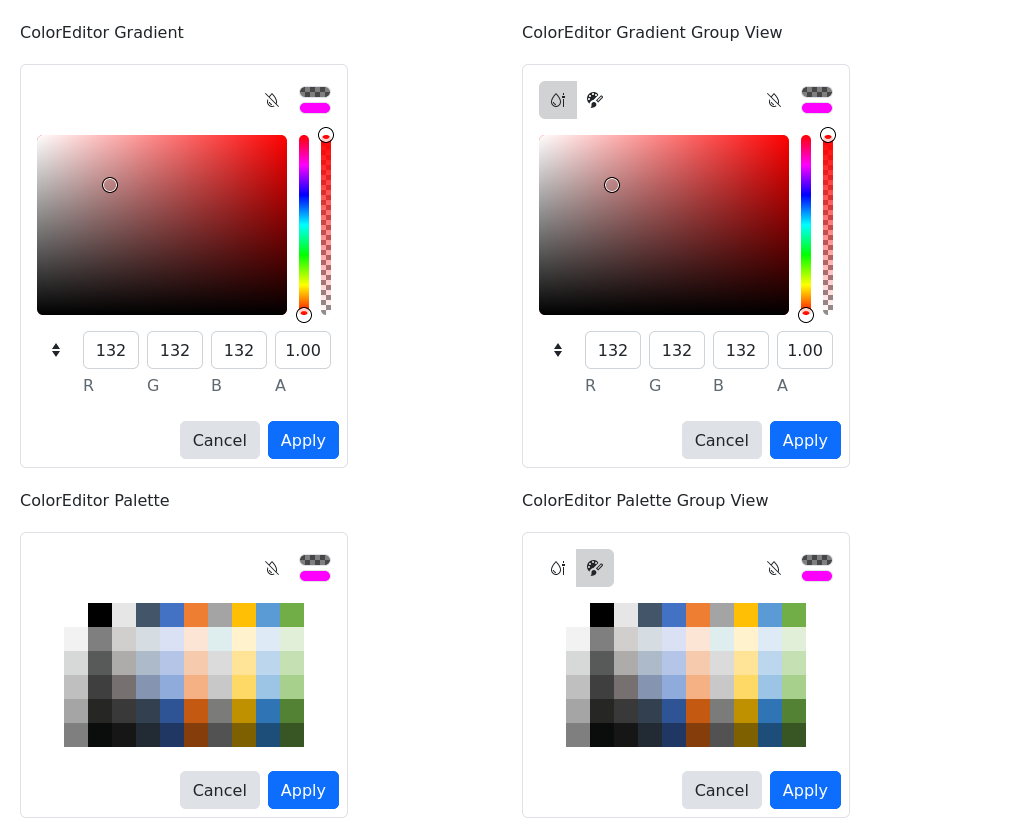 ColorEditor Gradient
ColorEditor Gradient Group View
132 132 132 1.00
R G B A
Cancel Apply
132 132 132 1.00
R G B A
Cancel Apply
ColorEditor Palette
ColorEditor Palette Group View
Cancel Apply
Cancel Apply